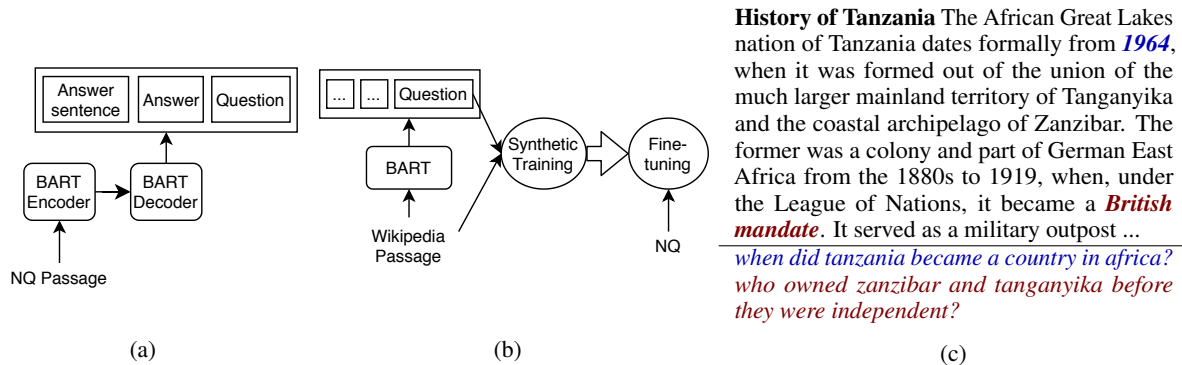 Answer
sentence
Answer
Question
BART
Encoder
BART
Decoder
NQ Passage
(a)
...
...
Question
BART
Wikipedia
Passage
Synthetic
Training
Fine-
tuning
NQ
(b)
History of Tanzania The African Great Lakes
nation of Tanzania dates formally from 1964,
when it was formed out of the union of the
much larger mainland territory of Tanganyika
and the coastal archipelago of Zanzibar. The
former was a colony and part of German East
Africa from the 1880s to 1919, when, under
the League of Nations, it became a British
mandate. It served as a military outpost ...
when did tanzania became a country in africa?
who owned zanzibar and tanganyika before
they were independent?
(c)